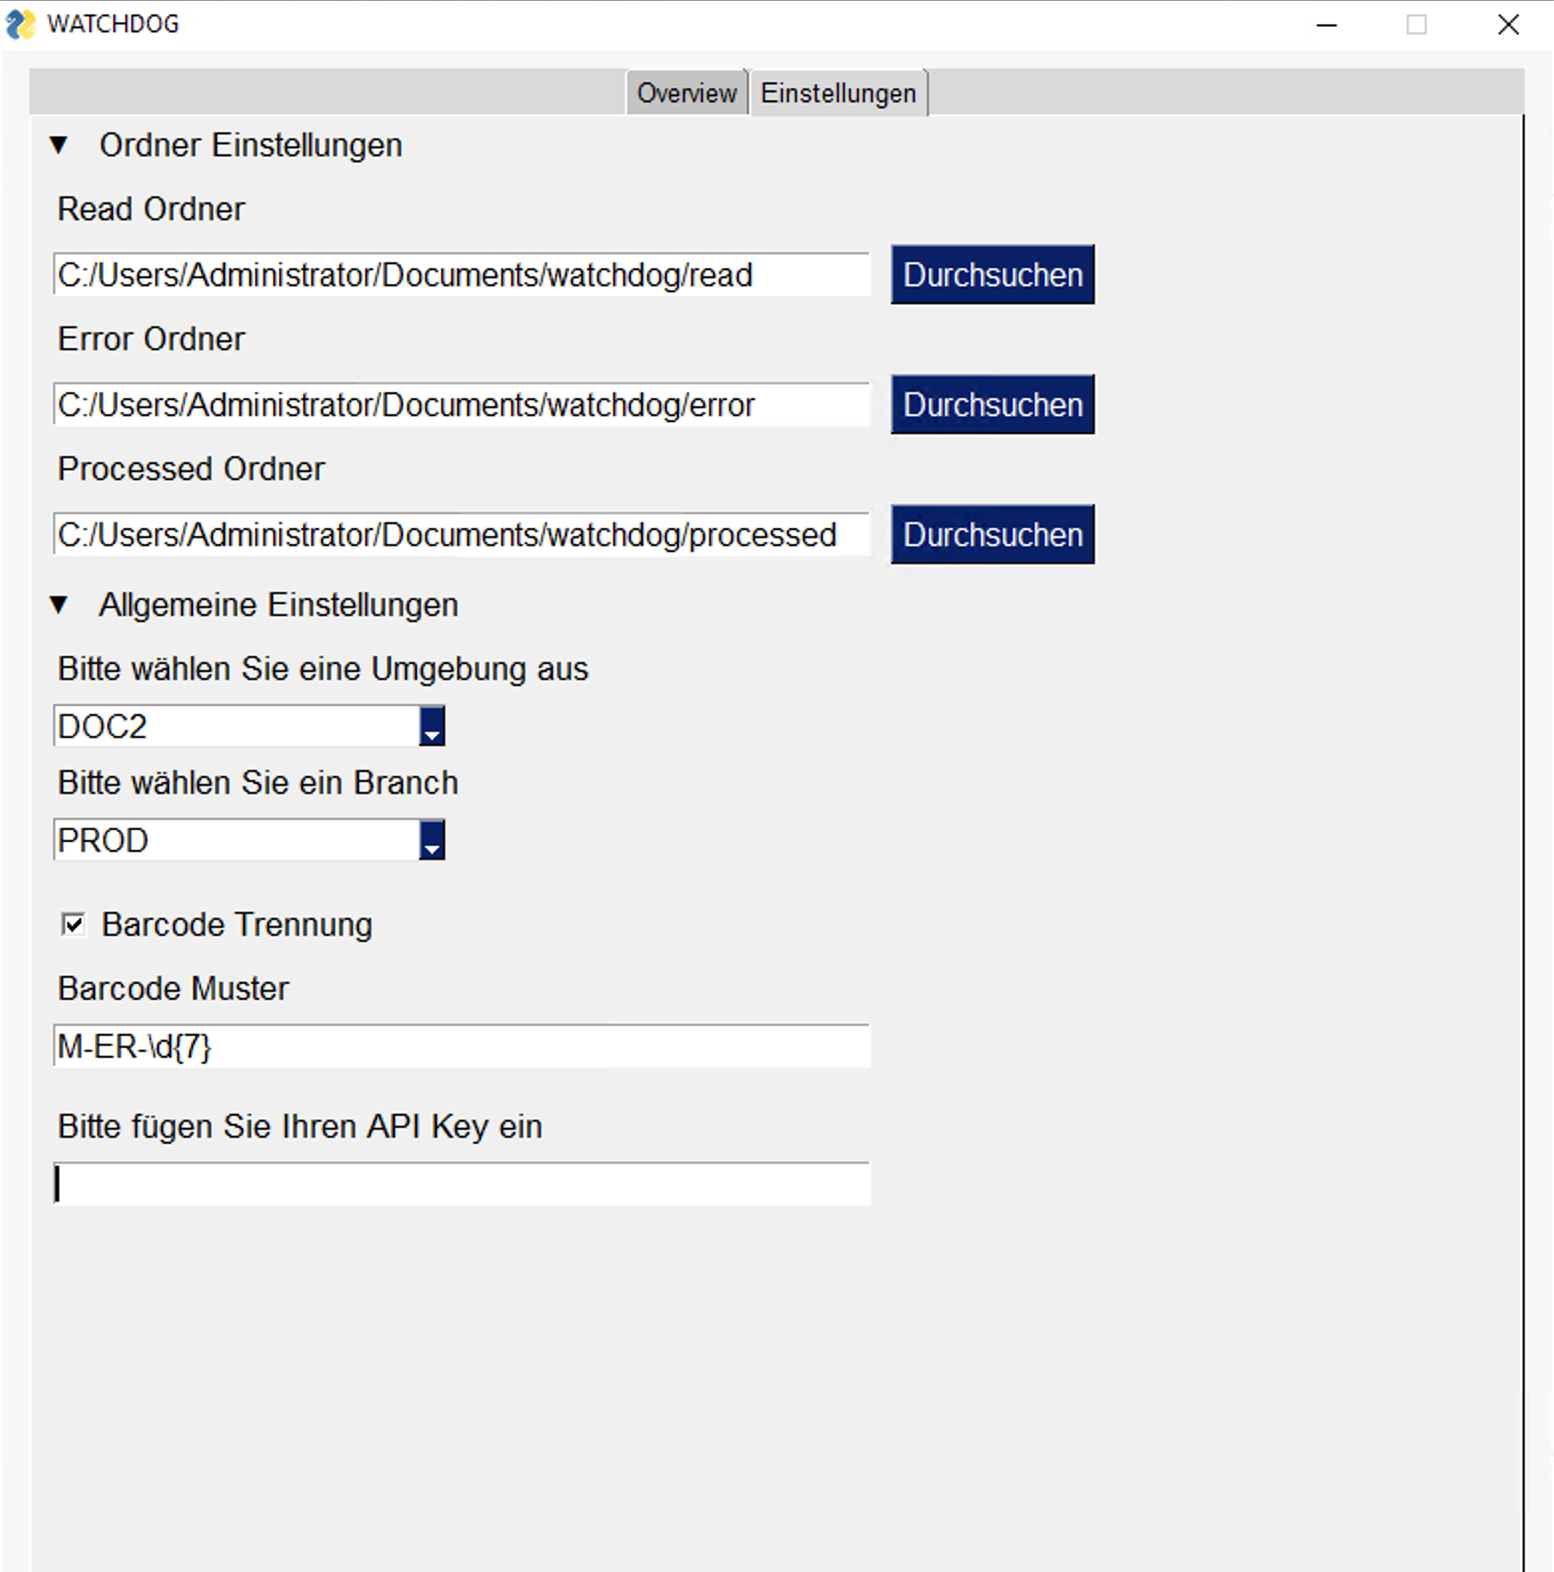 WATCHDOG
Overview Einstellungen
▼ Ordner Einstellungen
Read Ordner
C:/Users/Administrator/Documents/watchdog/read Durchsuchen
Error Ordner
C:/Users/Administrator/Documents/watchdog/error Durchsuchen
Processed Ordner
C:/Users/Administrator/Documents/watchdog/processed Durchsuchen
▼ Allgemeine Einstellungen
Bitte wählen Sie eine Umgebung aus
DOC2
Bitte wählen Sie ein Branch
PROD
Barcode Trennung
Barcode Muster
M-ER-\d{7}
Bitte fügen Sie Ihren API Key ein